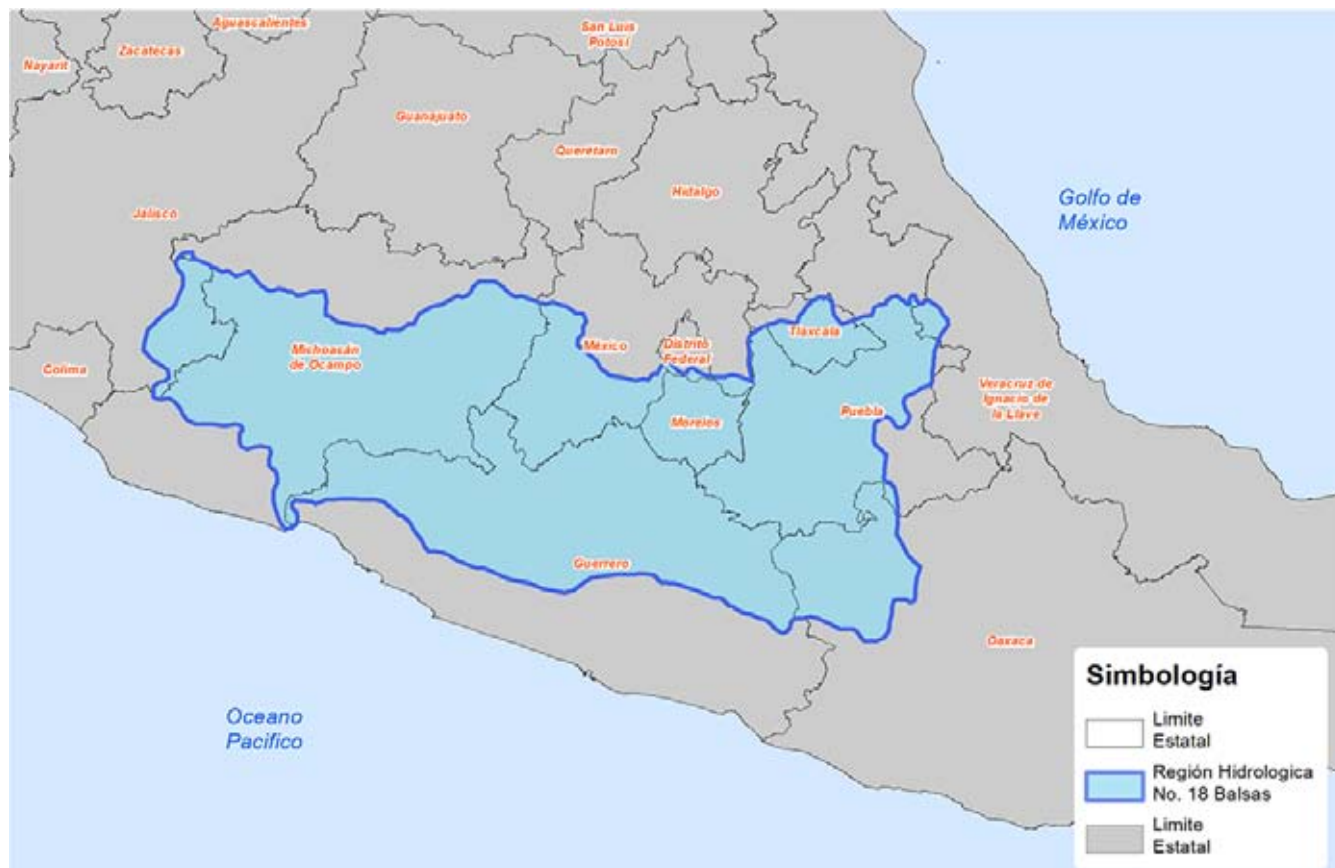 Aguascalientes
San Luis
Potosí
Zacatecas
Nayarit
Guanajuato
Querétaro
Hidalgo
Golfo de
México
Jalisco
Tlaxcala
México
Distrito
Federal
Michoacán
de Ocampo
Colima
Veracruz de
Ignacio de
la Llave
Puebla
Morelos
Guerrero
Oaxaca
Oceano
Pacifico
Simbología
Limite
Estatal
Región Hidrologica
No. 18 Balsas
Limite
Estatal